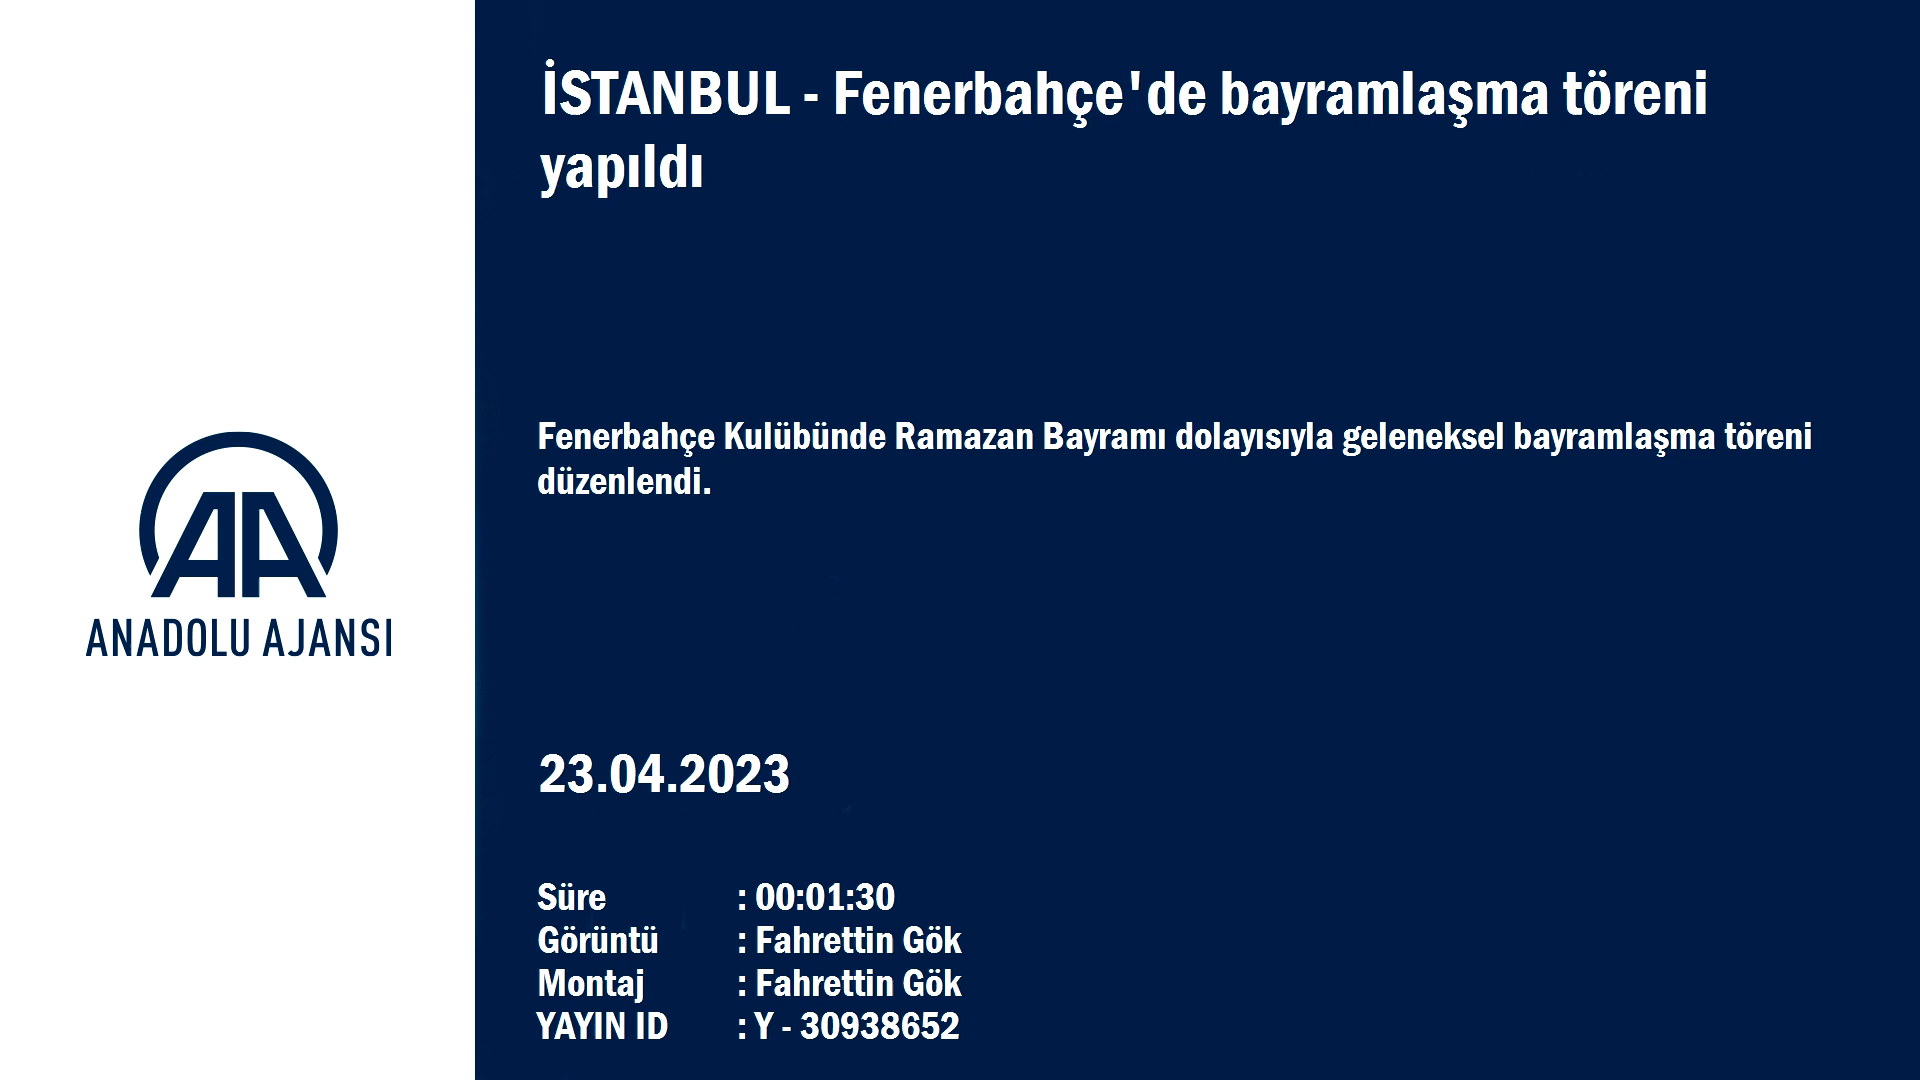 İSTANBUL - Fenerbahçe'de bayramlaşma töreni
yapıldı
Fenerbahçe Kulübünde Ramazan Bayramı dolayısıyla geleneksel bayramlaşma töreni
düzenlendi.
AA
ANADOLU AJANSI
23.04.2023
Süre : 00:01:30
Görüntü : Fahrettin Gök
Montaj : Fahrettin Gök
YAYIN ID : Y - 30938652